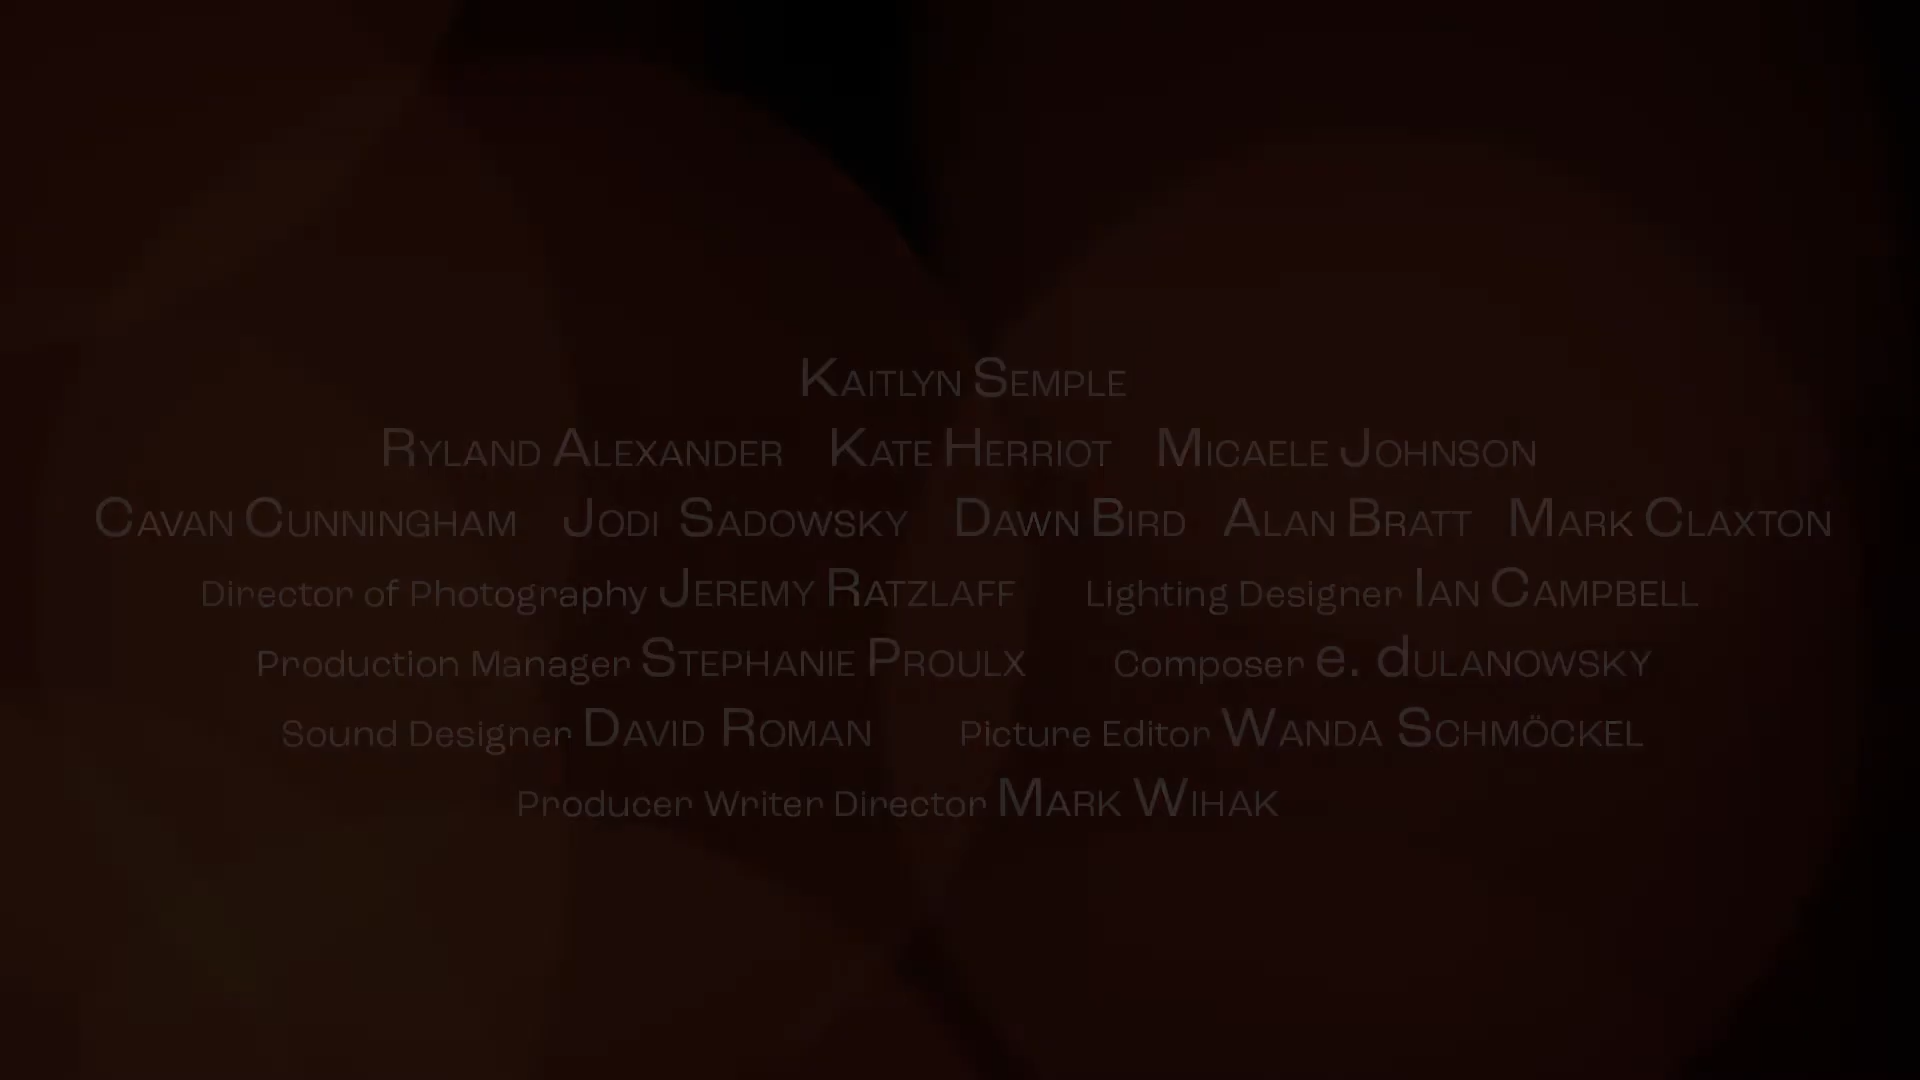 KAITLYN SEMPLE
RYLAND ALEXANDER KATE HERRIOT MICAELE JOHNSON
CAVAN CUNNINGHAM JODI SADOWSKY DAWN BIRD ALAN BRATT MARK CLAXTON
Director of Photography JEREMY RATZLAFF Lighting Designer IAN CAMPBELL
Production Manager STEPHANIE PROULX Composer e. dULANOWSKY
Sound Designer DAVID ROMAN Picture Editor WANDA SCHMÖCKEL
Producer Writer Director MARK WIHAK